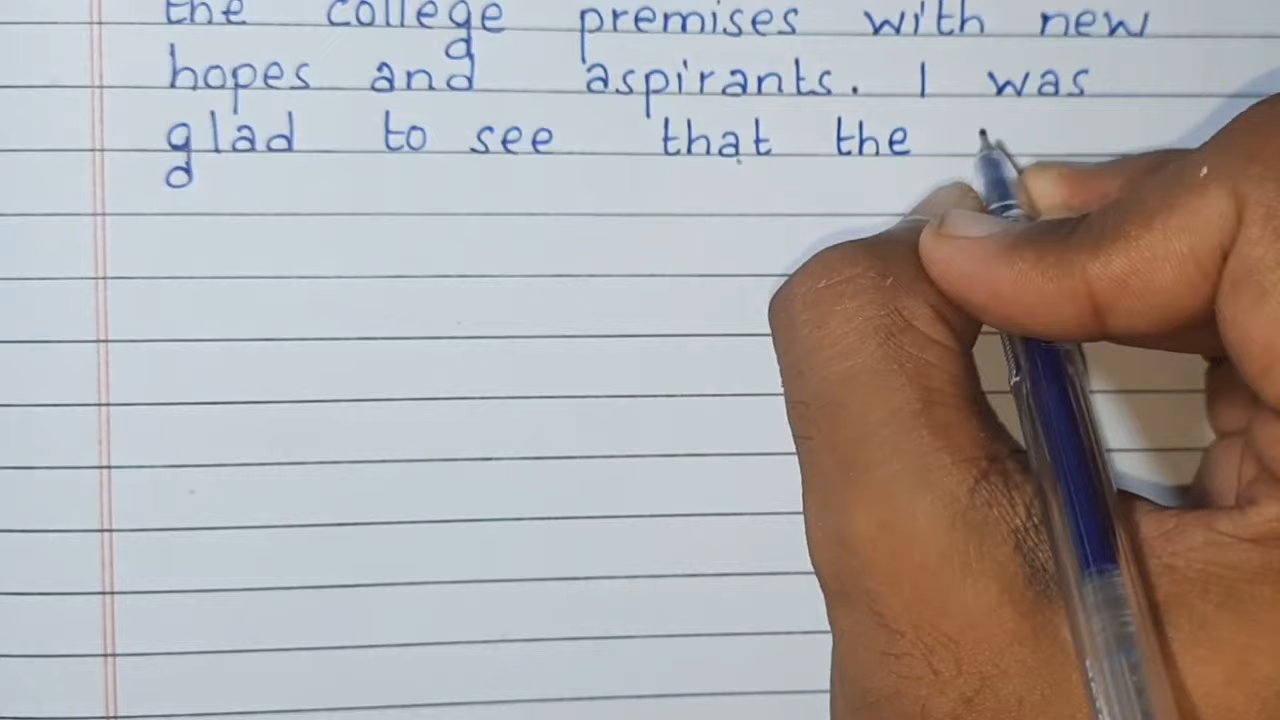 the college premises with new
hopes and aspirants. I was
glad to see that the